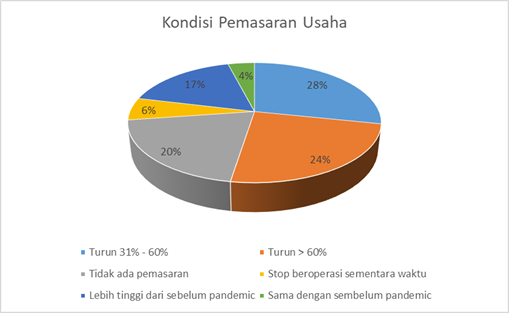 Kondisi Pemasaran Usaha
4%
17%
28%
6%
20%
24%
Turun 31% - 60%
Turun > 60%
Tidak ada pemasaran
Stop beroperasi sementara waktu
Lebih tinggi dari sebelum pandemic
Sama dengan sembelum pandemic